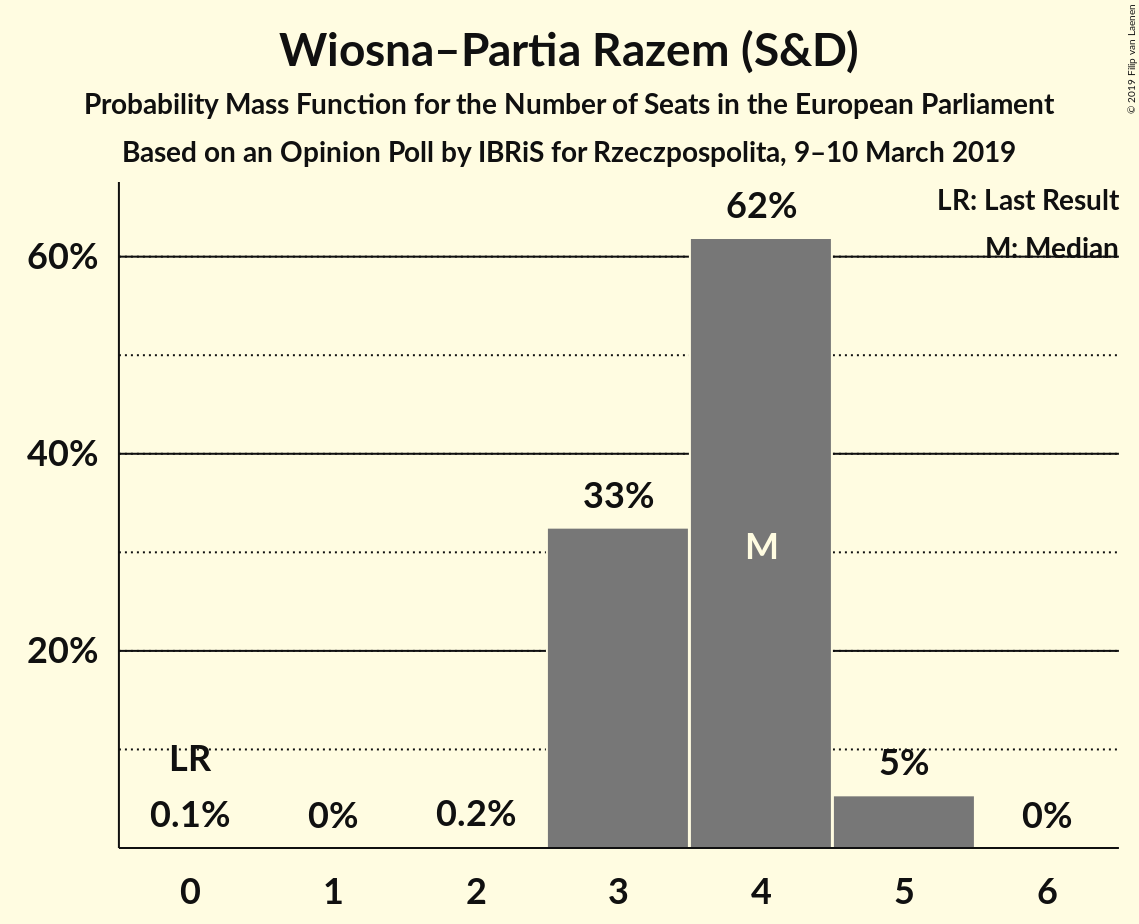 Wiosna–Partia Razem (S&D)
Probability Mass Function for the Number of Seats in the European Parliament
Based on an Opinion Poll by IBRiS for Rzeczpospolita, 9–10 March 2019
© 2019 Filip van Laenen
LR: Last Result
M: Median
60%
40%
20%
62%
33%
M
LR
5%
0.1%
0%
0.2%
0%
0
1
2
3
4
5
6